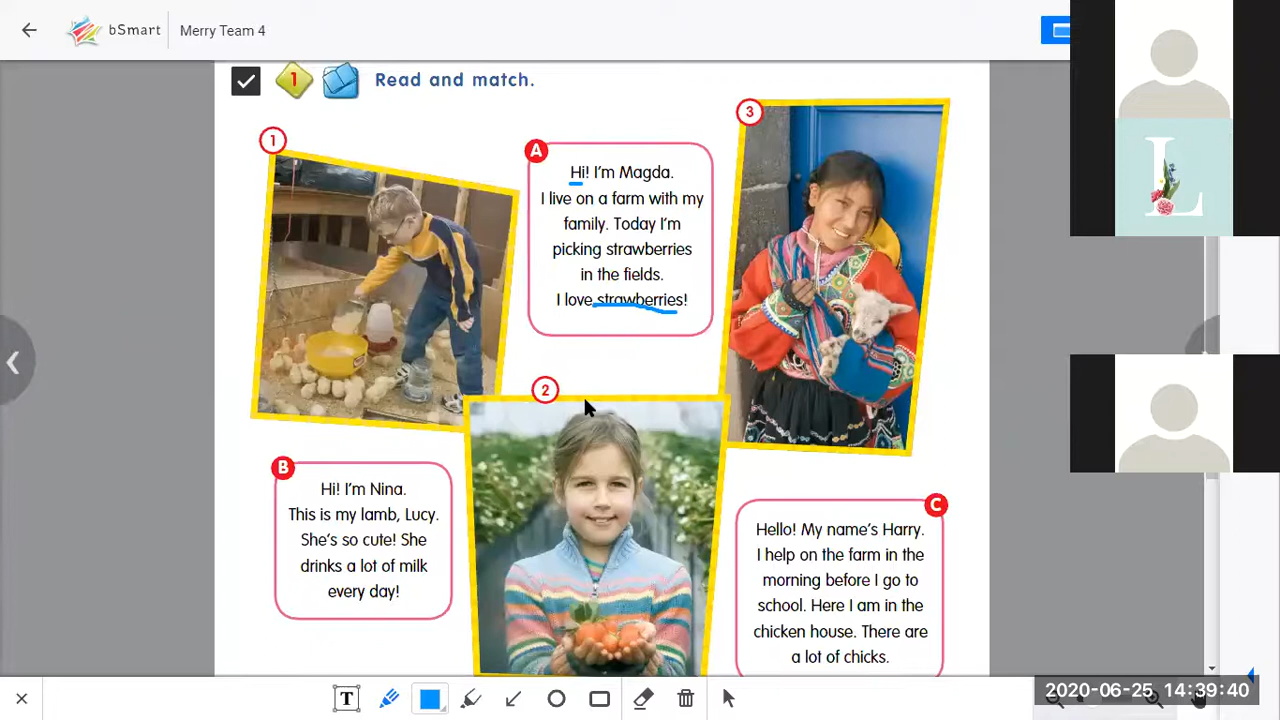 bSmart
Merry Team 4
1
Read and match.
1
A
Hi! I'm Magda.
I live on a farm with my
family. Today I'm
picking strawberries
in the fields.
I love strawberries!
3
2
B
Hi! I'm Nina.
This is my lamb, Lucy.
She's so cute! She
drinks a lot of milk
every day!
C
Hello! My name's Harry.
I help on the farm in the
morning before I go to
school. Here I am in the
chicken house. There are
a lot of chicks.
L
T
2020-06-25, 14:39:40